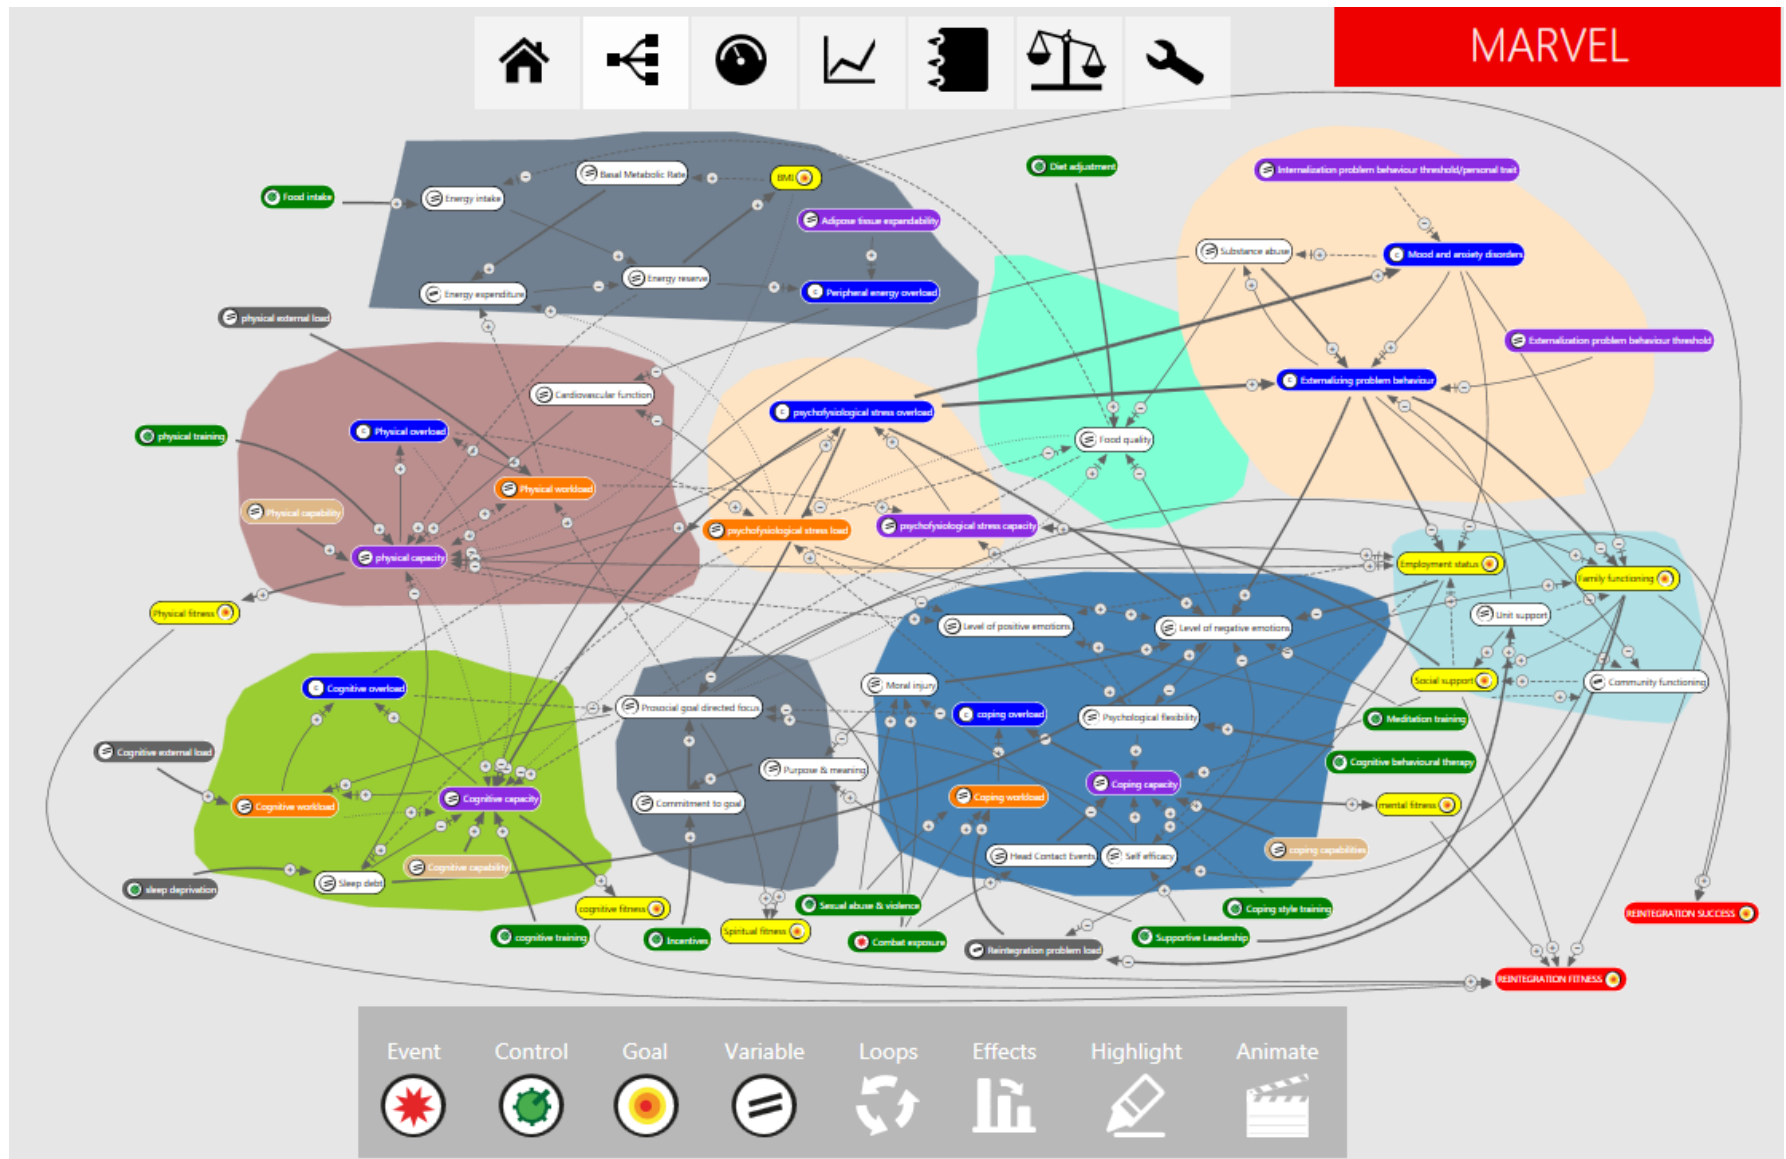 MARVEL
Diet adjustment
Internalization problem behaviour threshold/personal trait
Basal Metabolic Rate
BMI
Food intake
Energy intake
Adipose tissue expendability
Substance abuse
Mood and anxiety disorders
Energy reserve
Energy expenditure
Peripheral energy overload
physical external load
Externalization problem behaviour threshold
Externalizing problem behaviour
Cardiovascular function
psychofysiological stress overload
physical training
Physical overload
Food quality
Physical workload
Physical capability
psychofysiological stress load
psychofysiological stress capacity
physical capacity
Employment status
Family functioning
Physical fitness
Unit support
Level of positive emotions
Level of negative emotions
Social support
Community functioning
Cognitive overload
Moral injury
Prosocial goal directed focus
coping overload
Psychological flexibility
Meditation training
Cognitive external load
Cognitive behavioural therapy
Purpose & meaning
Coping capacity
Cognitive workload
Cognitive capacity
Commitment to goal
Coping workload
mental fitness
coping capabilities
Head Contact Events
Self efficacy
Cognitive capability
Sleep debt
sleep deprivation
cognitive fitness
Sexual abuse & violence
Coping style training
REINTEGRATION SUCCESS
cognitive training
Incentives
Spiritual fitness
Combat exposure
Reintegration problem load
Supportive Leadership
REINTEGRATION FITNESS
Event
Control
Goal
Variable
Loops
Effects
Highlight
Animate